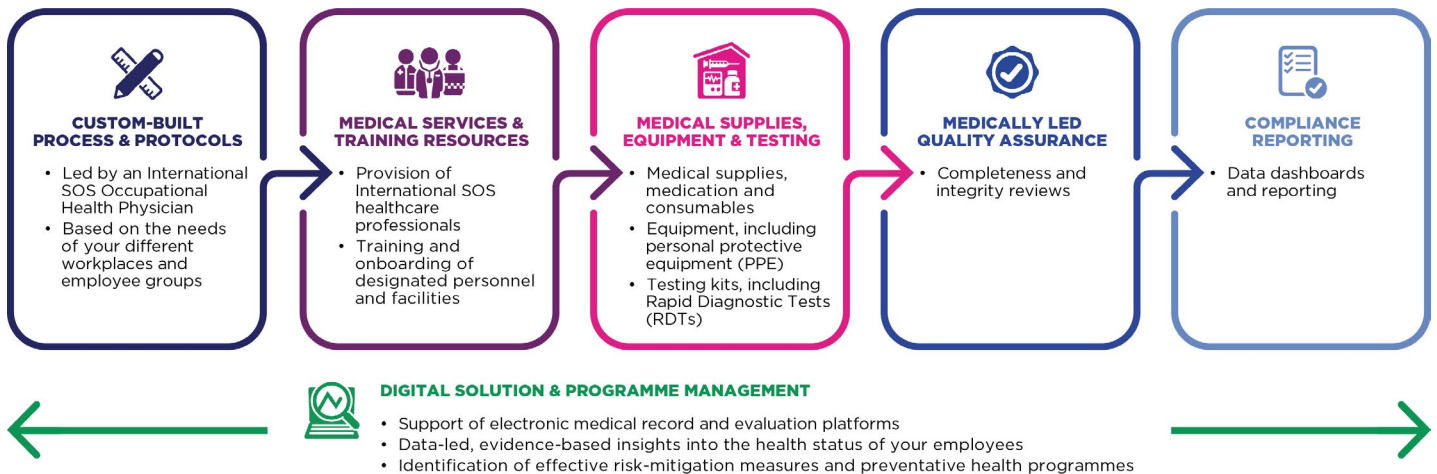 CUSTOM-BUILT
PROCESS & PROTOCOLS
• Led by an International
SOS Occupational
Health Physician
• Based on the needs
of your different
workplaces and
employee groups
MEDICAL SERVICES &
TRAINING RESOURCES
• Provision of
International SOS
healthcare
professionals
• Training and
onboarding of
designated personnel
and facilities
MEDICAL SUPPLIES,
EQUIPMENT & TESTING
• Medical supplies,
medication and
consumables
• Equipment, including
personal protective
equipment (PPE)
• Testing kits, including
Rapid Diagnostic Tests
(RDTs)
MEDICALLY LED
QUALITY ASSURANCE
• Completeness and
integrity reviews
COMPLIANCE
REPORTING
• Data dashboards
and reporting
DIGITAL SOLUTION & PROGRAMME MANAGEMENT
• Support of electronic medical record and evaluation platforms
• Data-led, evidence-based insights into the health status of your employees
• Identification of effective risk-mitigation measures and preventative health programmes